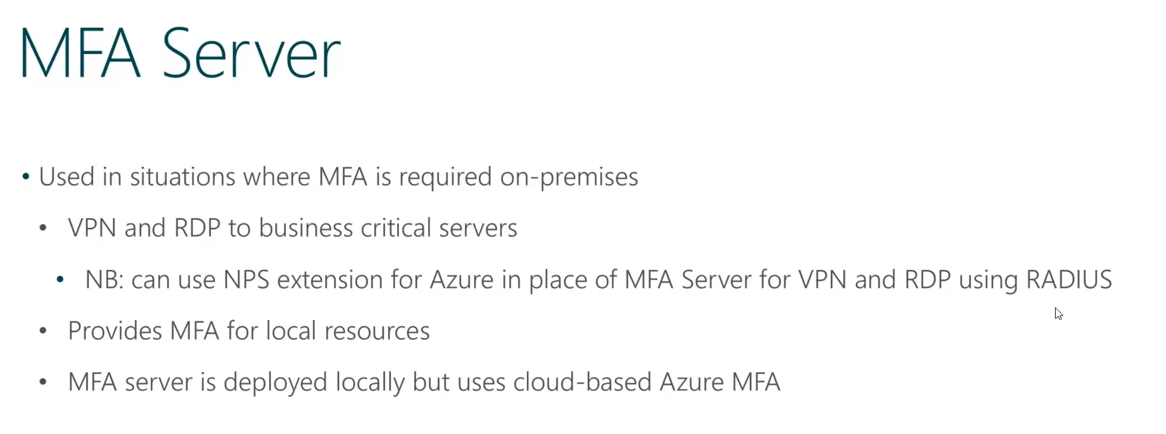 MFA Server
• Used in situations where MFA is required on-premises
• VPN and RDP to business critical servers
• NB: can use NPS extension for Azure in place of MFA Server for VPN and RDP using RADIUS
• Provides MFA for local resources
• MFA server is deployed locally but uses cloud-based Azure MFA